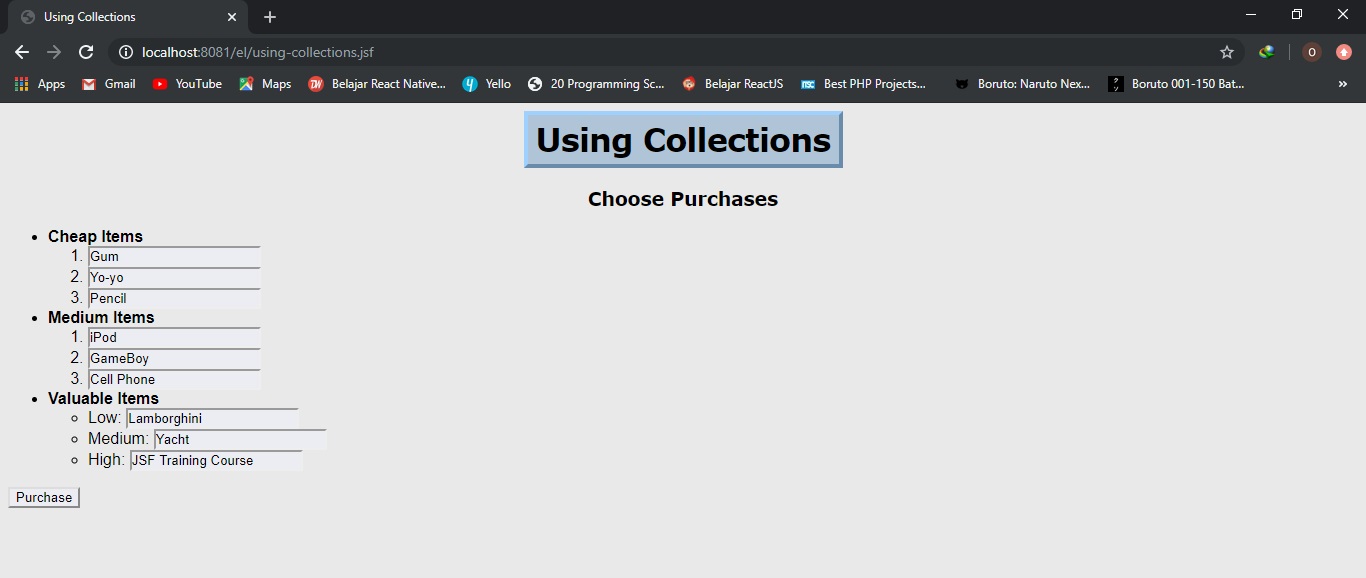 Using Collections
localhost:8081/el/using-collections.jsf
O
Apps Gmail YouTube Maps Belajar React Native... Yello 20 Programming Sc... Belajar ReactJS Best PHP Projects... Boruto: Naruto Nex... Boruto 001-150 Bat... »
Using Collections
Choose Purchases
• Cheap Items
1. Gum
2. Yo-yo
3. Pencil
• Medium Items
1. iPod
2. GameBoy
3. Cell Phone
• Valuable Items
○ Low: Lamborghini
○ Medium: Yacht
○ High: JSF Training Course
Purchase